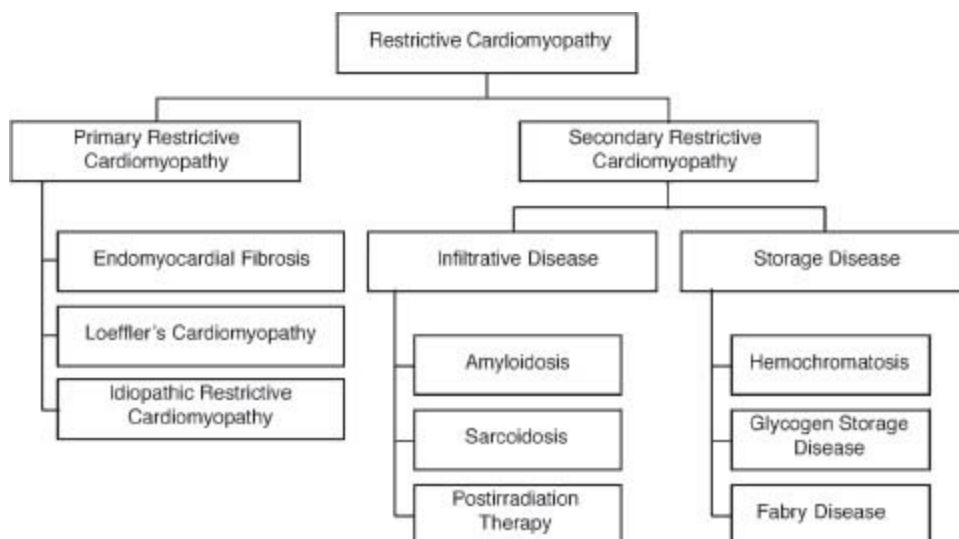 Restrictive Cardiomyopathy
Primary Restrictive
Cardiomyopathy
Secondary Restrictive
Cardiomyopathy
Endomyocardial Fibrosis
Loeffler's Cardiomyopathy
Idiopathic Restrictive
Cardiomyopathy
Infiltrative Disease
Amyloidosis
Sarcoidosis
Postirradiation
Therapy
Storage Disease
Hemochromatosis
Glycogen Storage
Disease
Fabry Disease